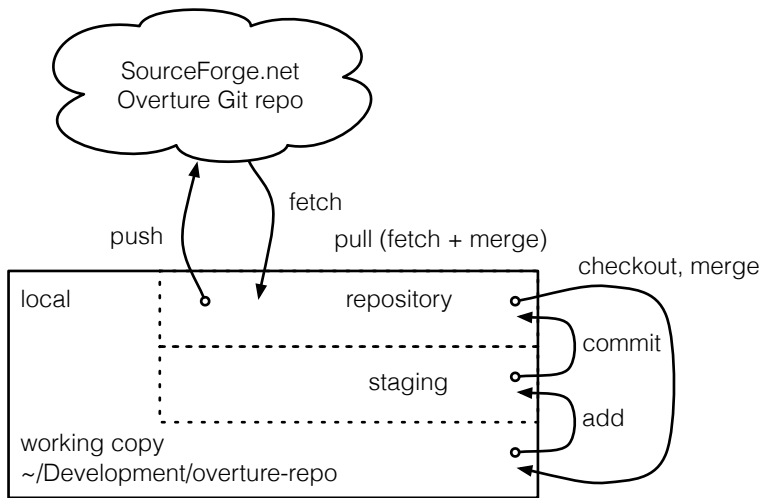 SourceForge.net
Overture Git repo
fetch
push
pull (fetch + merge)
checkout, merge
local
repository
commit
staging
add
working copy
~/Development/overture-repo